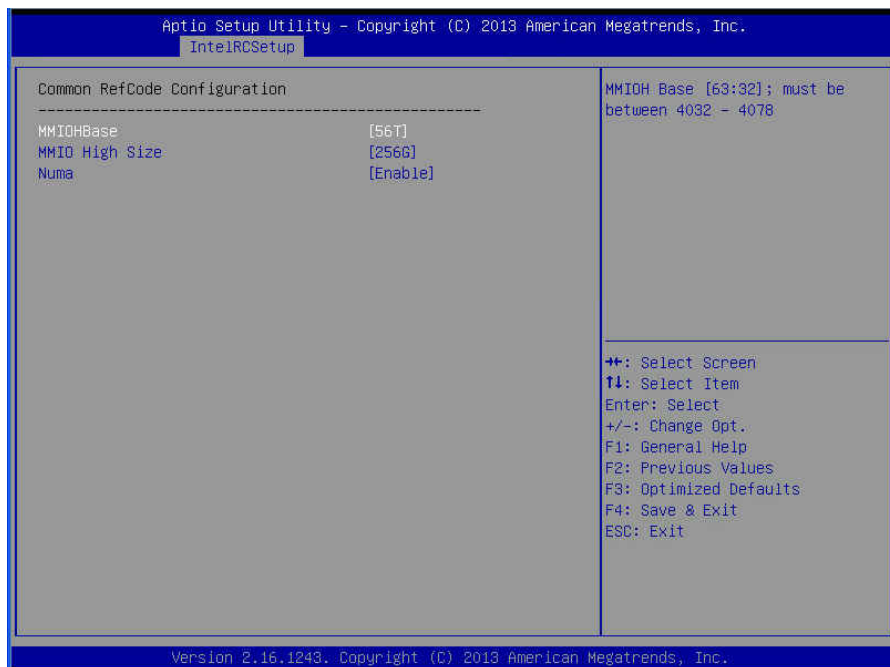 Aptio Setup Utility – Copyright (C) 2013 American Megatrends, Inc.
IntelRCSetup
Common RefCode Configuration
MMIOHBase [56T]
MMIO High Size [256G]
Numa [Enable]
MMIOH Base [63:32]; must be
between 4032 – 4078
→←: Select Screen
↑↓: Select Item
Enter: Select
+/-: Change Opt.
F1: General Help
F2: Previous Values
F3: Optimized Defaults
F4: Save & Exit
ESC: Exit
Version 2.16.1243. Copyright (C) 2013 American Megatrends, Inc.